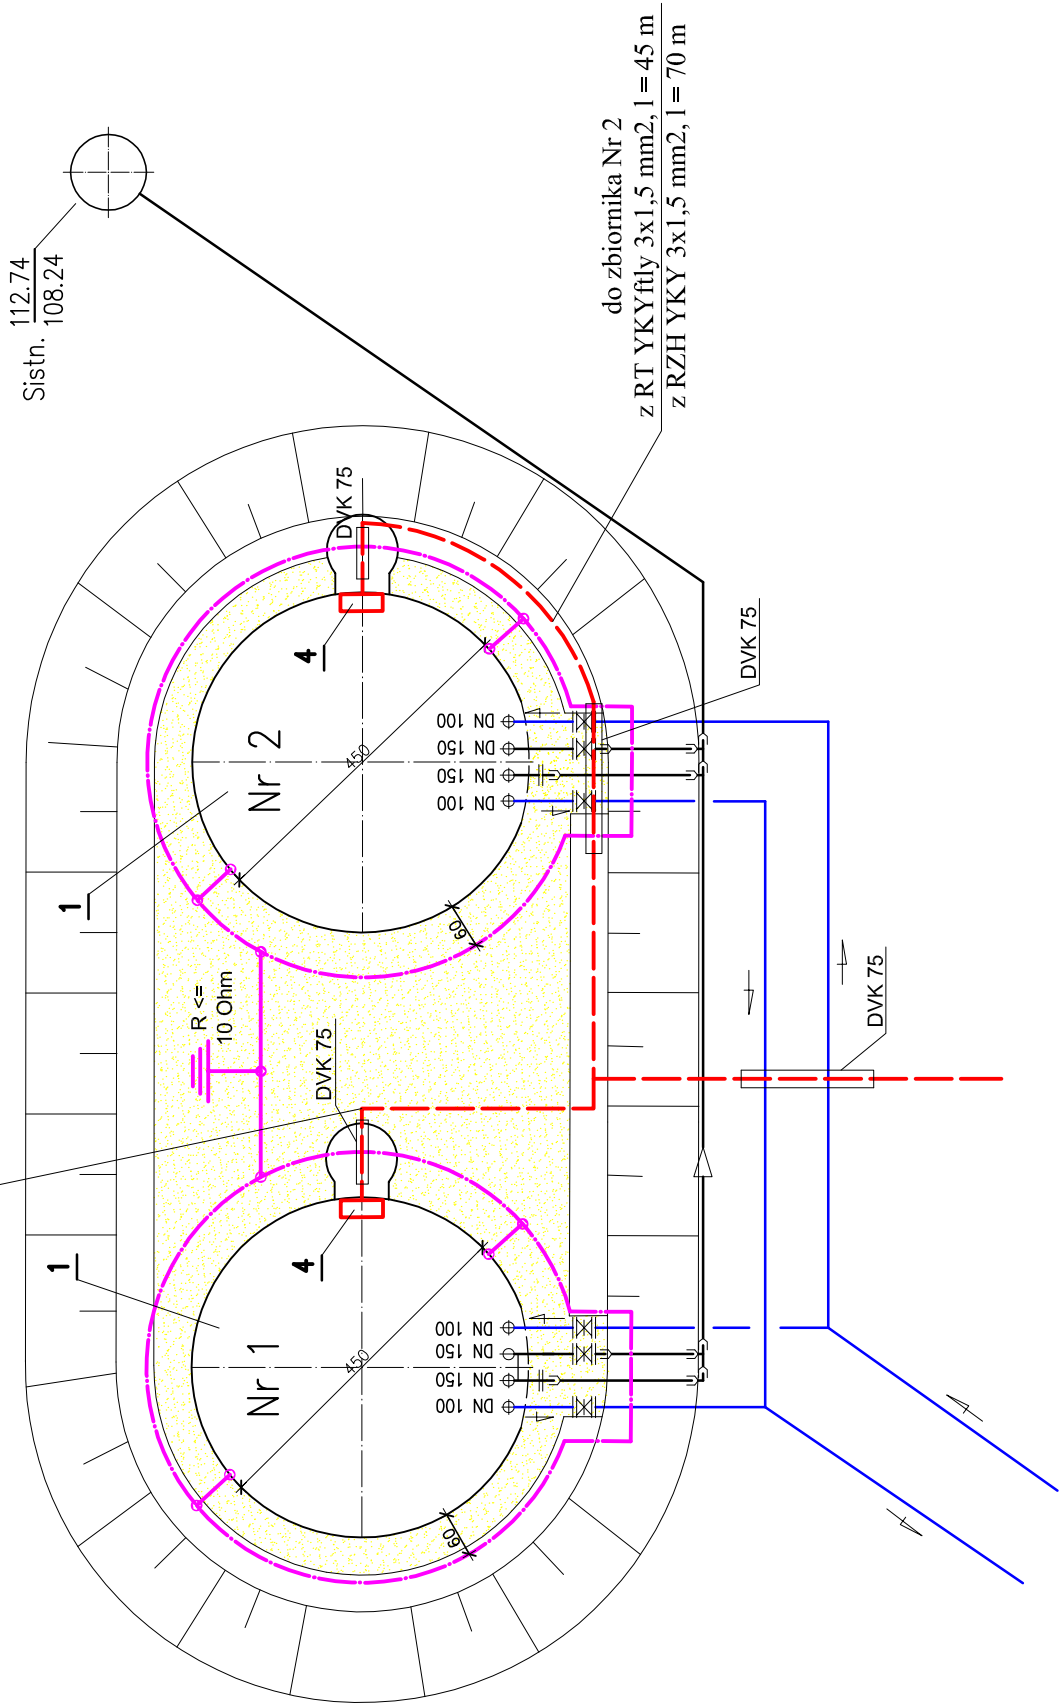 Sistn. 112.74
108.24
do zbiornika Nr 2
z RT YKYftly 3x1,5 mm2, l = 45 m
z RZH YKY 3x1,5 mm2, l = 70 m
DVK 75
4
DVK 75
Nr 2
450
DN 100
DN 150
DN 150
DN 100
1
60
R <=
10 Ohm
DVK 75
DVK 75
1
4
Nr 1
450
DN 100
DN 150
DN 150
DN 100
60